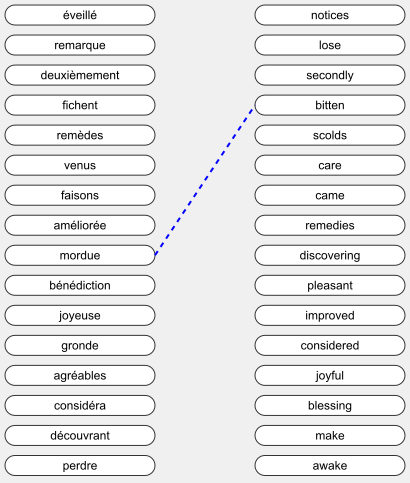 éveillé notices
remarque lose
deuxièmement secondly
fichent bitten
remèdes scolds
venus care
faisons came
améliorée remedies
mordue discovering
bénédiction pleasant
joyeuse improved
gronde considered
agréables joyful
considéra blessing
découvrant make
perdre awake